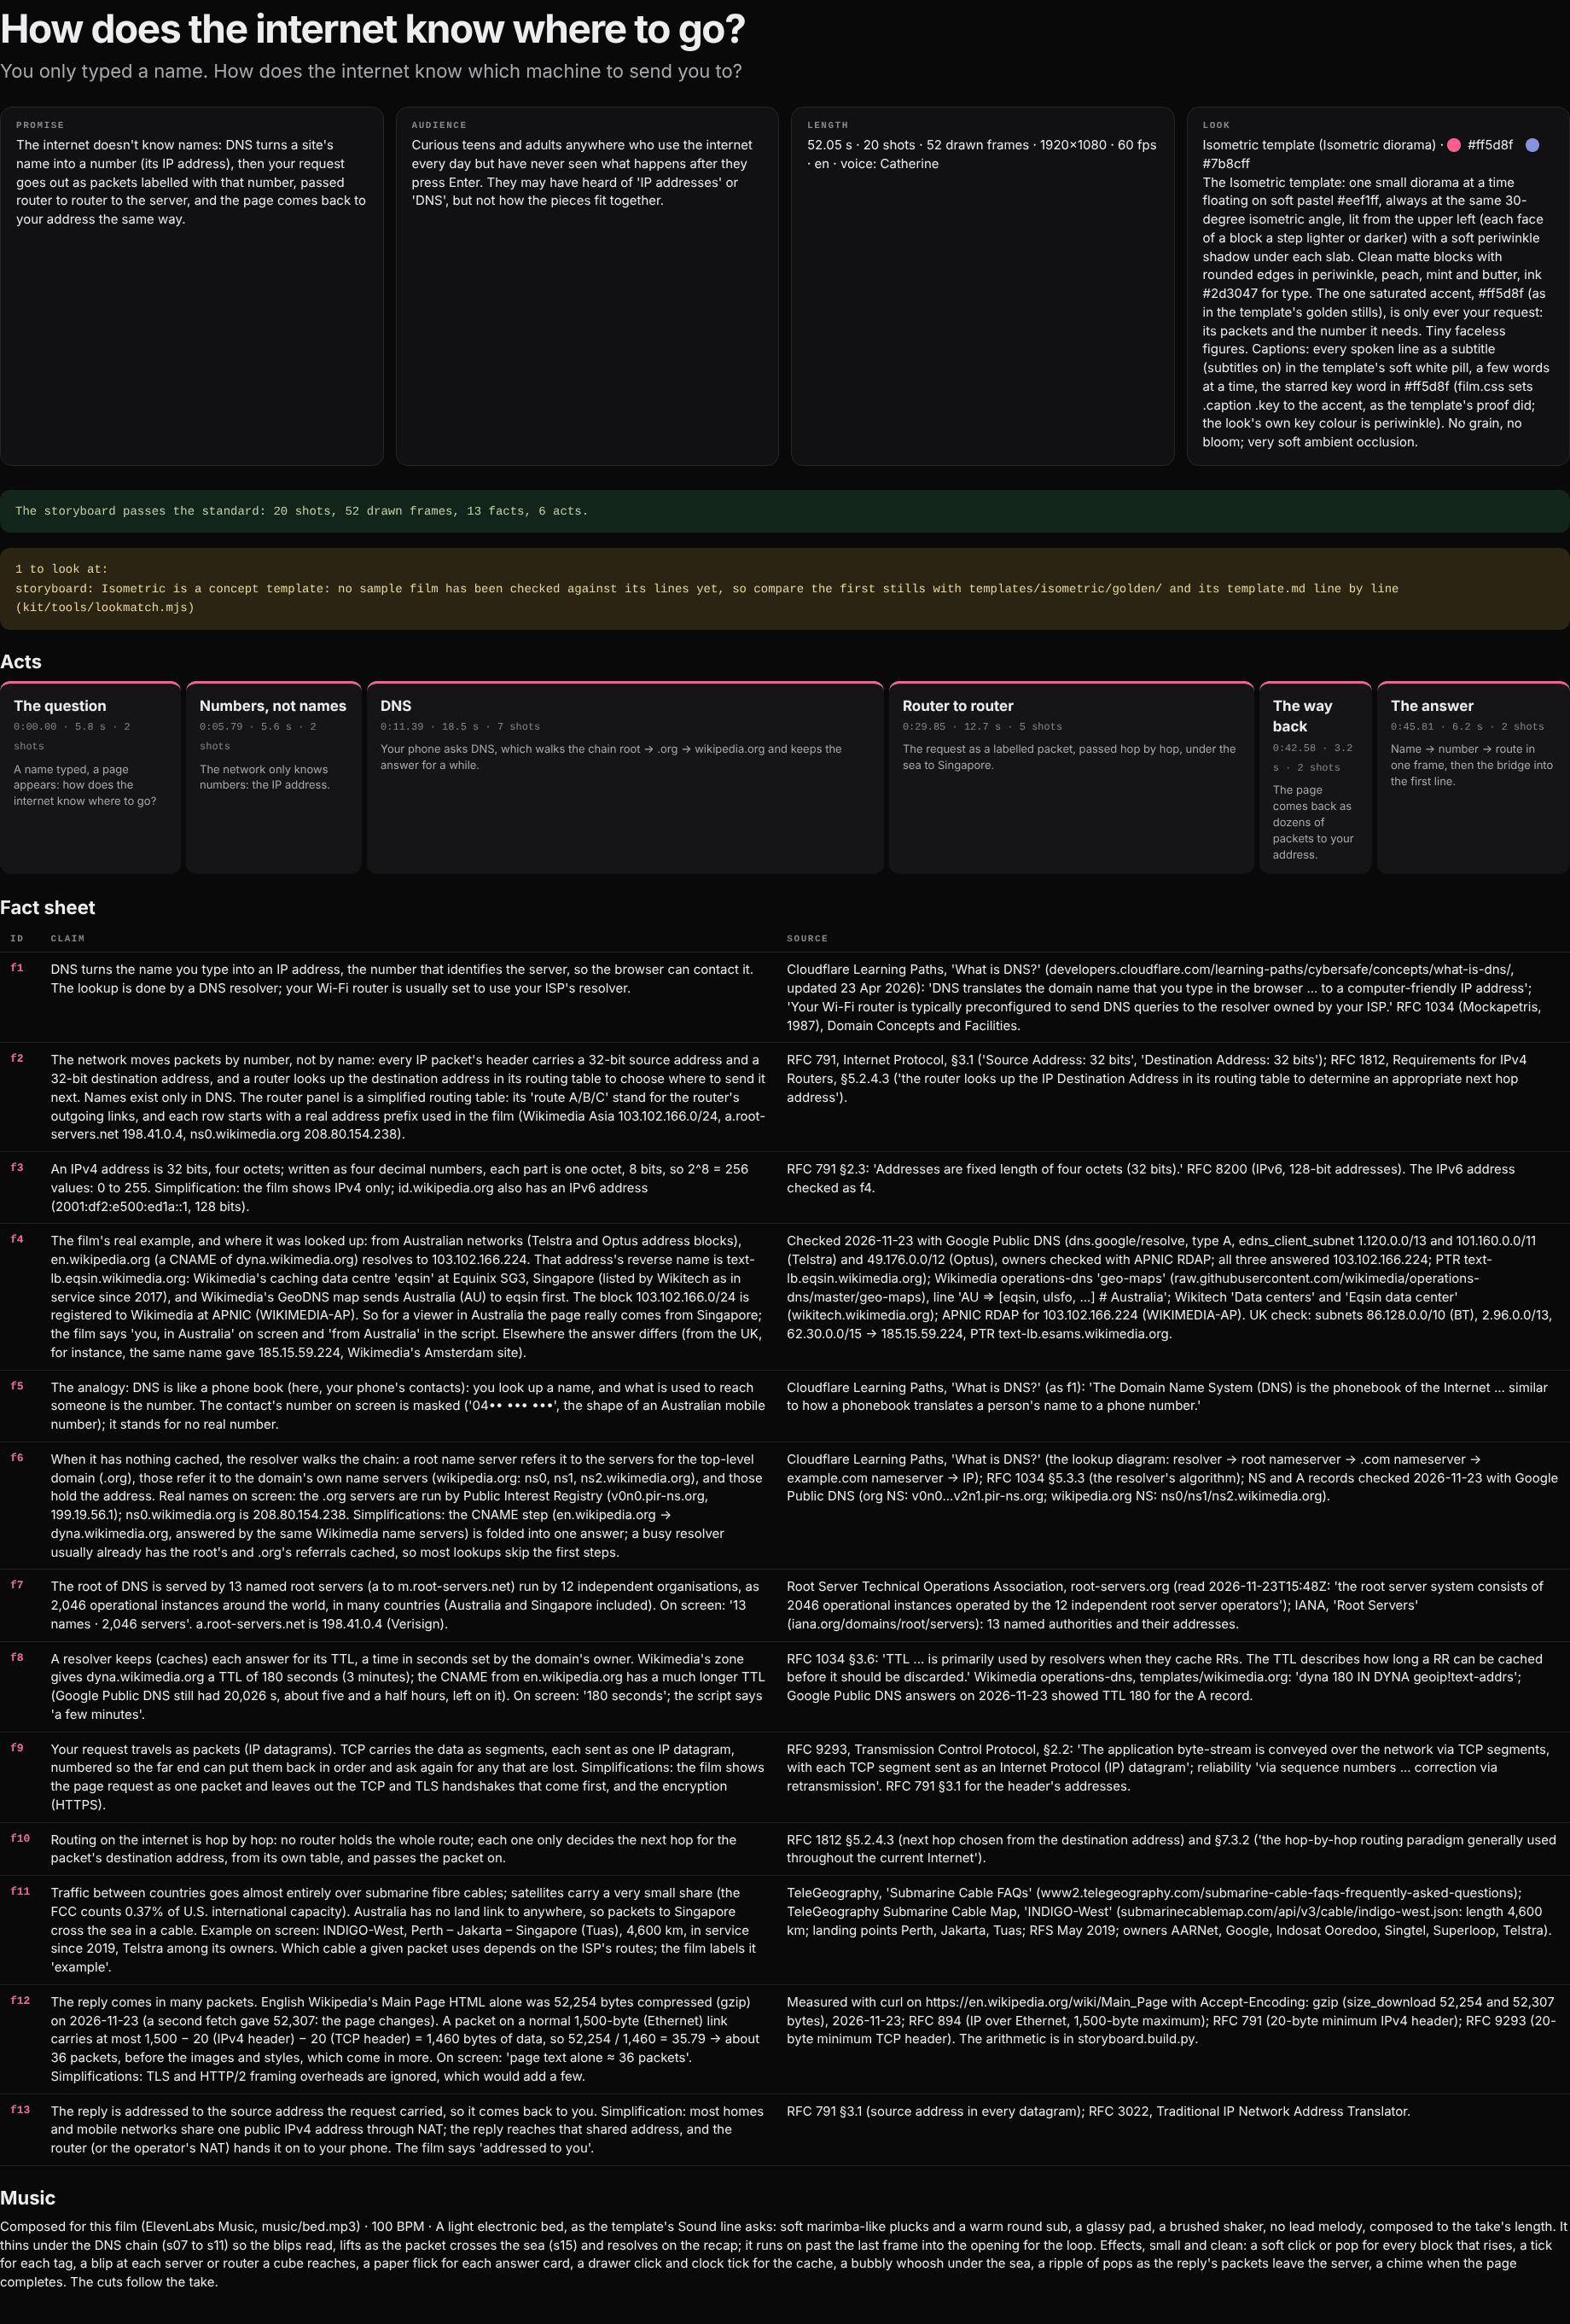 How does the internet know where to go?
You only typed a name. How does the internet know which machine to send you to?
PROMISE
The internet doesn't know names: DNS turns a site's
name into a number (its IP address), then your request
goes out as packets labelled with that number, passed
router to router to the server, and the page comes back to
your address the same way.
AUDIENCE
Curious teens and adults anywhere who use the internet
every day but have never seen what happens after they
press Enter. They may have heard of 'IP addresses' or
'DNS', but not how the pieces fit together.
LENGTH
52.05 s · 20 shots · 52 drawn frames · 1920×1080 · 60 fps
· en · voice: Catherine
LOOK
Isometric template (Isometric diorama) · #ff5d8f
#7b8cff
The Isometric template: one small diorama at a time
floating on soft pastel #eef1ff, always at the same 30-
degree isometric angle, lit from the upper left (each face
of a block a step lighter or darker) with a soft periwinkle
shadow under each slab. Clean matte blocks with
rounded edges in periwinkle, peach, mint and butter, ink
#2d3047 for type. The one saturated accent, #ff5d8f (as
in the template's golden stills), is only ever your request:
its packets and the number it needs. Tiny faceless
figures. Captions: every spoken line as a subtitle
(subtitles on) in the template's soft white pill, a few words
at a time, the starred key word in #ff5d8f (film.css sets
.caption .key to the accent, as the template's proof did;
the look's own key colour is periwinkle). No grain, no
bloom; very soft ambient occlusion.
The storyboard passes the standard: 20 shots, 52 drawn frames, 13 facts, 6 acts.
1 to look at:
storyboard: Isometric is a concept template: no sample film has been checked against its lines yet, so compare the first stills with templates/isometric/golden/ and its template.md line by line
(kit/tools/lookmatch.mjs)
Acts
The question
0:00.00 · 5.8 s · 2
shots
A name typed, a page
appears: how does the
internet know where to go?
Numbers, not names
0:05.79 · 5.6 s · 2
shots
The network only knows
numbers: the IP address.
DNS
0:11.39 · 18.5 s · 7 shots
Your phone asks DNS, which walks the chain root → .org → wikipedia.org and keeps the
answer for a while.
Router to router
0:29.85 · 12.7 s · 5 shots
The request as a labelled packet, passed hop by hop, under the
sea to Singapore.
The way
back
0:42.58 · 3.2
s · 2 shots
The page
comes back as
dozens of
packets to your
address.
The answer
0:45.81 · 6.2 s · 2 shots
Name → number → route in
one frame, then the bridge into
the first line.
Fact sheet
ID CLAIM SOURCE
f1
DNS turns the name you type into an IP address, the number that identifies the server, so the browser can contact it.
The lookup is done by a DNS resolver; your Wi-Fi router is usually set to use your ISP's resolver.
Cloudflare Learning Paths, 'What is DNS?' (developers.cloudflare.com/learning-paths/cybersafe/concepts/what-is-dns/,
updated 23 Apr 2026): 'DNS translates the domain name that you type in the browser ... to a computer-friendly IP address';
'Your Wi-Fi router is typically preconfigured to send DNS queries to the resolver owned by your ISP.' RFC 1034 (Mockapetris,
1987), Domain Concepts and Facilities.
f2
The network moves packets by number, not by name: every IP packet's header carries a 32-bit source address and a
32-bit destination address, and a router looks up the destination address in its routing table to choose where to send it
next. Names exist only in DNS. The router panel is a simplified routing table: its 'route A/B/C' stand for the router's
outgoing links, and each row starts with a real address prefix used in the film (Wikimedia Asia 103.102.166.0/24, a.root-
servers.net 198.41.0.4, ns0.wikimedia.org 208.80.154.238).
RFC 791, Internet Protocol, §3.1 ('Source Address: 32 bits', 'Destination Address: 32 bits'); RFC 1812, Requirements for IPv4
Routers, §5.2.4.3 ('the router looks up the IP Destination Address in its routing table to determine an appropriate next hop
address').
f3
An IPv4 address is 32 bits, four octets; written as four decimal numbers, each part is one octet, 8 bits, so 2^8 = 256
values: 0 to 255. Simplification: the film shows IPv4 only; id.wikipedia.org also has an IPv6 address
(2001:df2:e500:ed1a::1, 128 bits).
RFC 791 §2.3: 'Addresses are fixed length of four octets (32 bits).' RFC 8200 (IPv6, 128-bit addresses). The IPv6 address
checked as f4.
f4
The film's real example, and where it was looked up: from Australian networks (Telstra and Optus address blocks),
en.wikipedia.org (a CNAME of dyna.wikimedia.org) resolves to 103.102.166.224. That address's reverse name is text-
lb.eqsin.wikimedia.org: Wikimedia's caching data centre 'eqsin' at Equinix SG3, Singapore (listed by Wikitech as in
service since 2017), and Wikimedia's GeoDNS map sends Australia (AU) to eqsin first. The block 103.102.166.0/24 is
registered to Wikimedia at APNIC (WIKIMEDIA-AP). So for a viewer in Australia the page really comes from Singapore;
the film says 'you, in Australia' on screen and 'from Australia' in the script. Elsewhere the answer differs (from the UK,
for instance, the same name gave 185.15.59.224, Wikimedia's Amsterdam site).
Checked 2026-11-23 with Google Public DNS (dns.google/resolve, type A, edns_client_subnet 1.120.0.0/13 and 101.160.0.0/11
(Telstra) and 49.176.0.0/12 (Optus), owners checked with APNIC RDAP; all three answered 103.102.166.224; PTR text-
lb.eqsin.wikimedia.org); Wikimedia operations-dns 'geo-maps' (raw.githubusercontent.com/wikimedia/operations-
dns/master/geo-maps), line 'AU => [eqsin, ulsfo, ...] # Australia'; Wikitech 'Data centers' and 'Eqsin data center'
(wikitech.wikimedia.org); APNIC RDAP for 103.102.166.224 (WIKIMEDIA-AP). UK check: subnets 86.128.0.0/10 (BT), 2.96.0.0/13,
62.30.0.0/15 → 185.15.59.224, PTR text-lb.esams.wikimedia.org.
f5
The analogy: DNS is like a phone book (here, your phone's contacts): you look up a name, and what is used to reach
someone is the number. The contact's number on screen is masked ('04•• ••• •••', the shape of an Australian mobile
number); it stands for no real number.
Cloudflare Learning Paths, 'What is DNS?' (as f1): 'The Domain Name System (DNS) is the phonebook of the Internet ... similar
to how a phonebook translates a person's name to a phone number.'
f6
When it has nothing cached, the resolver walks the chain: a root name server refers it to the servers for the top-level
domain (.org), those refer it to the domain's own name servers (wikipedia.org: ns0, ns1, ns2.wikimedia.org), and those
hold the address. Real names on screen: the .org servers are run by Public Interest Registry (v0n0.pir-ns.org,
199.19.56.1); ns0.wikimedia.org is 208.80.154.238. Simplifications: the CNAME step (en.wikipedia.org →
dyna.wikimedia.org, answered by the same Wikimedia name servers) is folded into one answer; a busy resolver
usually already has the root's and .org's referrals cached, so most lookups skip the first steps.
Cloudflare Learning Paths, 'What is DNS?' (the lookup diagram: resolver → root nameserver → .com nameserver →
example.com nameserver → IP); RFC 1034 §5.3.3 (the resolver's algorithm); NS and A records checked 2026-11-23 with Google
Public DNS (org NS: v0n0...v2n1.pir-ns.org; wikipedia.org NS: ns0/ns1/ns2.wikimedia.org).
f7
The root of DNS is served by 13 named root servers (a to m.root-servers.net) run by 12 independent organisations, as
2,046 operational instances around the world, in many countries (Australia and Singapore included). On screen: '13
names · 2,046 servers'. a.root-servers.net is 198.41.0.4 (Verisign).
Root Server Technical Operations Association, root-servers.org (read 2026-11-23T15:48Z: 'the root server system consists of
2046 operational instances operated by the 12 independent root server operators'); IANA, 'Root Servers'
(iana.org/domains/root/servers): 13 named authorities and their addresses.
f8
A resolver keeps (caches) each answer for its TTL, a time in seconds set by the domain's owner. Wikimedia's zone
gives dyna.wikimedia.org a TTL of 180 seconds (3 minutes); the CNAME from en.wikipedia.org has a much longer TTL
(Google Public DNS still had 20,026 s, about five and a half hours, left on it). On screen: '180 seconds'; the script says
'a few minutes'.
RFC 1034 §3.6: 'TTL ... is primarily used by resolvers when they cache RRs. The TTL describes how long a RR can be cached
before it should be discarded.' Wikimedia operations-dns, templates/wikimedia.org: 'dyna 180 IN DYNA geoip!text-addrs';
Google Public DNS answers on 2026-11-23 showed TTL 180 for the A record.
f9
Your request travels as packets (IP datagrams). TCP carries the data as segments, each sent as one IP datagram,
numbered so the far end can put them back in order and ask again for any that are lost. Simplifications: the film shows
the page request as one packet and leaves out the TCP and TLS handshakes that come first, and the encryption
(HTTPS).
RFC 9293, Transmission Control Protocol, §2.2: 'The application byte-stream is conveyed over the network via TCP segments,
with each TCP segment sent as an Internet Protocol (IP) datagram'; reliability 'via sequence numbers ... correction via
retransmission'. RFC 791 §3.1 for the header's addresses.
f10
Routing on the internet is hop by hop: no router holds the whole route; each one only decides the next hop for the
packet's destination address, from its own table, and passes the packet on.
RFC 1812 §5.2.4.3 (next hop chosen from the destination address) and §7.3.2 ('the hop-by-hop routing paradigm generally used
throughout the current Internet').
f11
Traffic between countries goes almost entirely over submarine fibre cables; satellites carry a very small share (the
FCC counts 0.37% of U.S. international capacity). Australia has no land link to anywhere, so packets to Singapore
cross the sea in a cable. Example on screen: INDIGO-West, Perth – Jakarta – Singapore (Tuas), 4,600 km, in service
since 2019, Telstra among its owners. Which cable a given packet uses depends on the ISP's routes; the film labels it
'example'.
TeleGeography, 'Submarine Cable FAQs' (www2.telegeography.com/submarine-cable-faqs-frequently-asked-questions);
TeleGeography Submarine Cable Map, 'INDIGO-West' (submarinecablemap.com/api/v3/cable/indigo-west.json: length 4,600
km; landing points Perth, Jakarta, Tuas; RFS May 2019; owners AARNet, Google, Indosat Ooredoo, Singtel, Superloop, Telstra).
f12
The reply comes in many packets. English Wikipedia's Main Page HTML alone was 52,254 bytes compressed (gzip)
on 2026-11-23 (a second fetch gave 52,307: the page changes). A packet on a normal 1,500-byte (Ethernet) link
carries at most 1,500 − 20 (IPv4 header) − 20 (TCP header) = 1,460 bytes of data, so 52,254 / 1,460 = 35.79 → about
36 packets, before the images and styles, which come in more. On screen: 'page text alone ≈ 36 packets'.
Simplifications: TLS and HTTP/2 framing overheads are ignored, which would add a few.
Measured with curl on https://en.wikipedia.org/wiki/Main_Page with Accept-Encoding: gzip (size_download 52,254 and 52,307
bytes), 2026-11-23; RFC 894 (IP over Ethernet, 1,500-byte maximum); RFC 791 (20-byte minimum IPv4 header); RFC 9293 (20-
byte minimum TCP header). The arithmetic is in storyboard.build.py.
f13
The reply is addressed to the source address the request carried, so it comes back to you. Simplification: most homes
and mobile networks share one public IPv4 address through NAT; the reply reaches that shared address, and the
router (or the operator's NAT) hands it on to your phone. The film says 'addressed to you'.
RFC 791 §3.1 (source address in every datagram); RFC 3022, Traditional IP Network Address Translator.
Music
Composed for this film (ElevenLabs Music, music/bed.mp3) · 100 BPM · A light electronic bed, as the template's Sound line asks: soft marimba-like plucks and a warm round sub, a glassy pad, a brushed shaker, no lead melody, composed to the take's length. It
thins under the DNS chain (s07 to s11) so the blips read, lifts as the packet crosses the sea (s15) and resolves on the recap; it runs on past the last frame into the opening for the loop. Effects, small and clean: a soft click or pop for every block that rises, a tick
for each tag, a blip at each server or router a cube reaches, a paper flick for each answer card, a drawer click and clock tick for the cache, a bubbly whoosh under the sea, a ripple of pops as the reply's packets leave the server, a chime when the page
completes. The cuts follow the take.